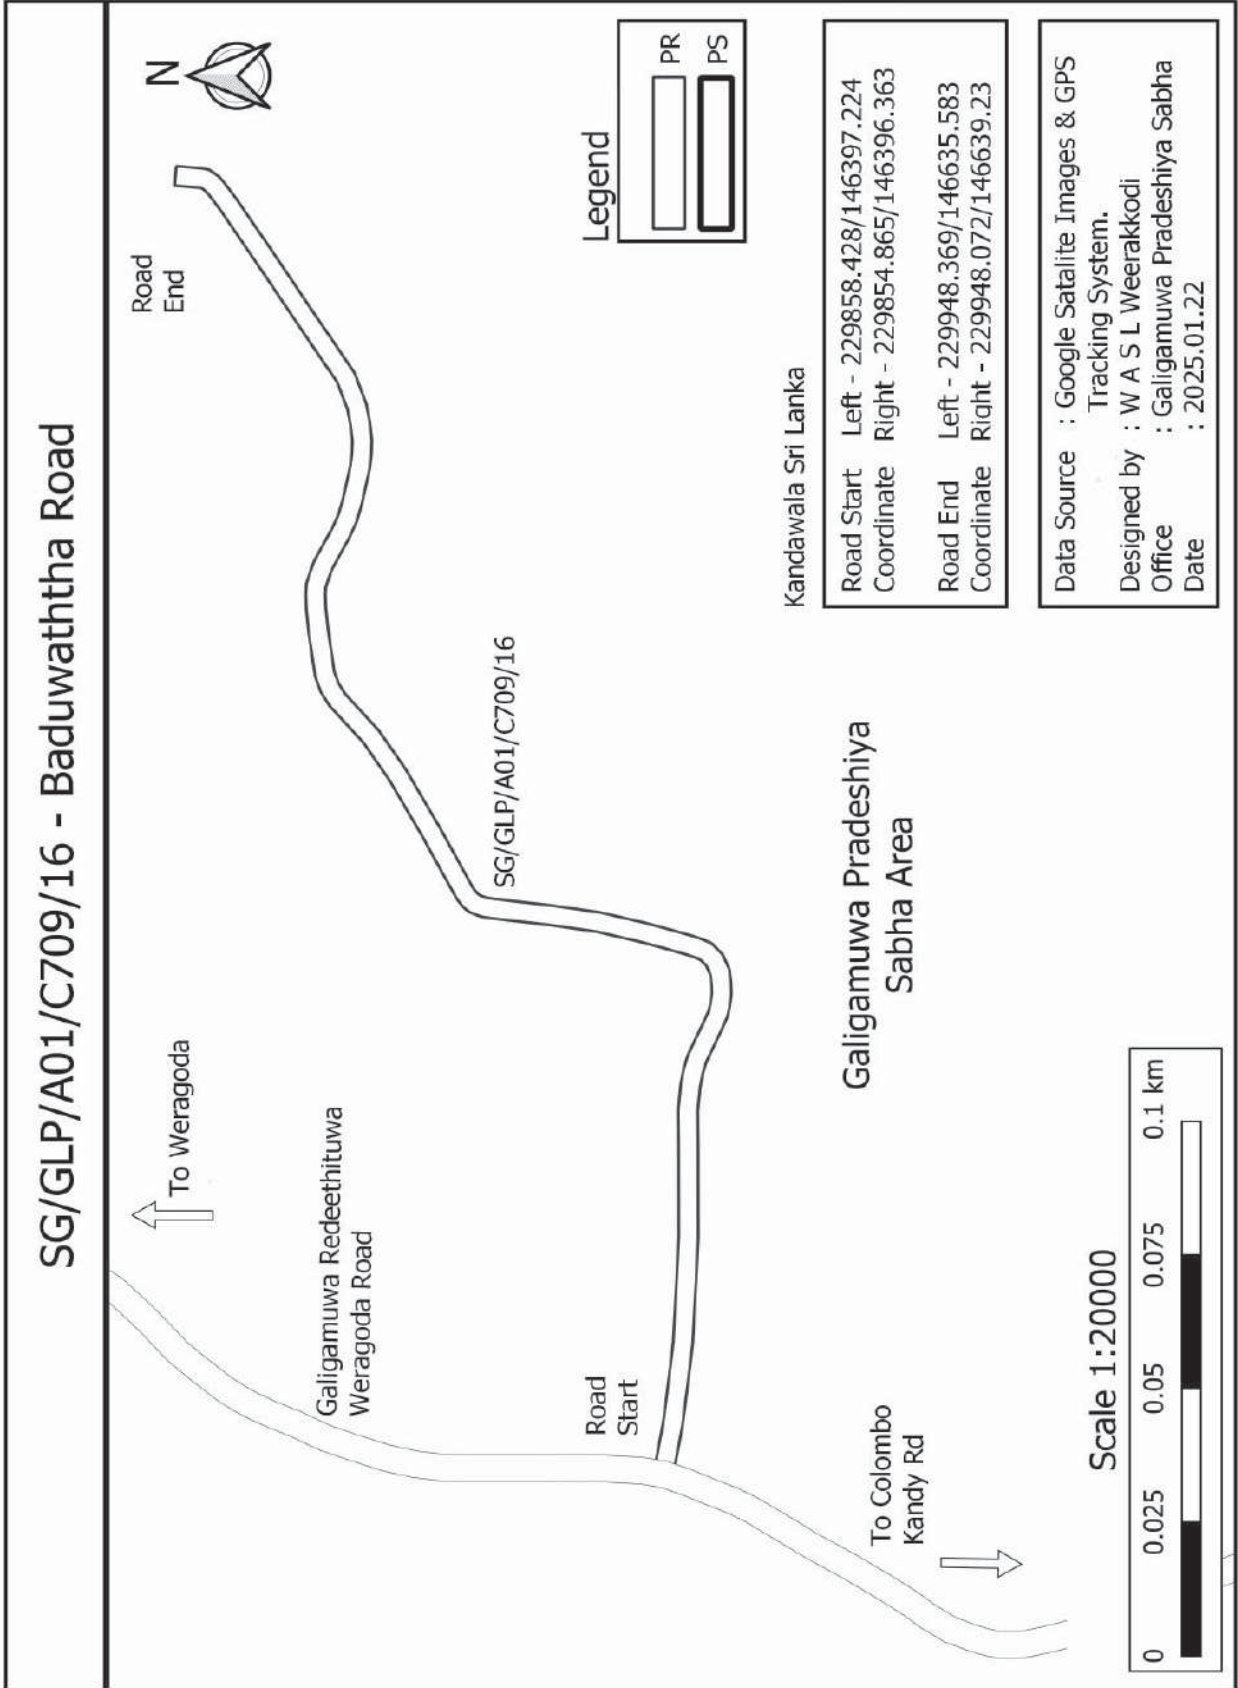 SG/GLP/A01/C709/16 - Baduwaththa Road
N
To Weragoda
Road
End
Galigamuwa Redeethituwa
Weragoda Road
SG/GLP/A01/C709/16
Road
Start
Legend
PR
PS
To Colombo
Kandy Rd
Galigamuwa Pradeshiya
Sabha Area
Kandawala Sri Lanka
Road Start Left - 229858.428/146397.224
Coordinate Right - 229854.865/146396.363
Road End Left - 229948.369/146635.583
Coordinate Right - 229948.072/146639.23
Scale 1:20000
0 0.025 0.05 0.075 0.1 km
Data Source : Google Satalite Images & GPS
Tracking System.
Designed by : W A S L Weerakkodi
Office : Galigamuwa Pradeshiya Sabha
Date : 2025.01.22